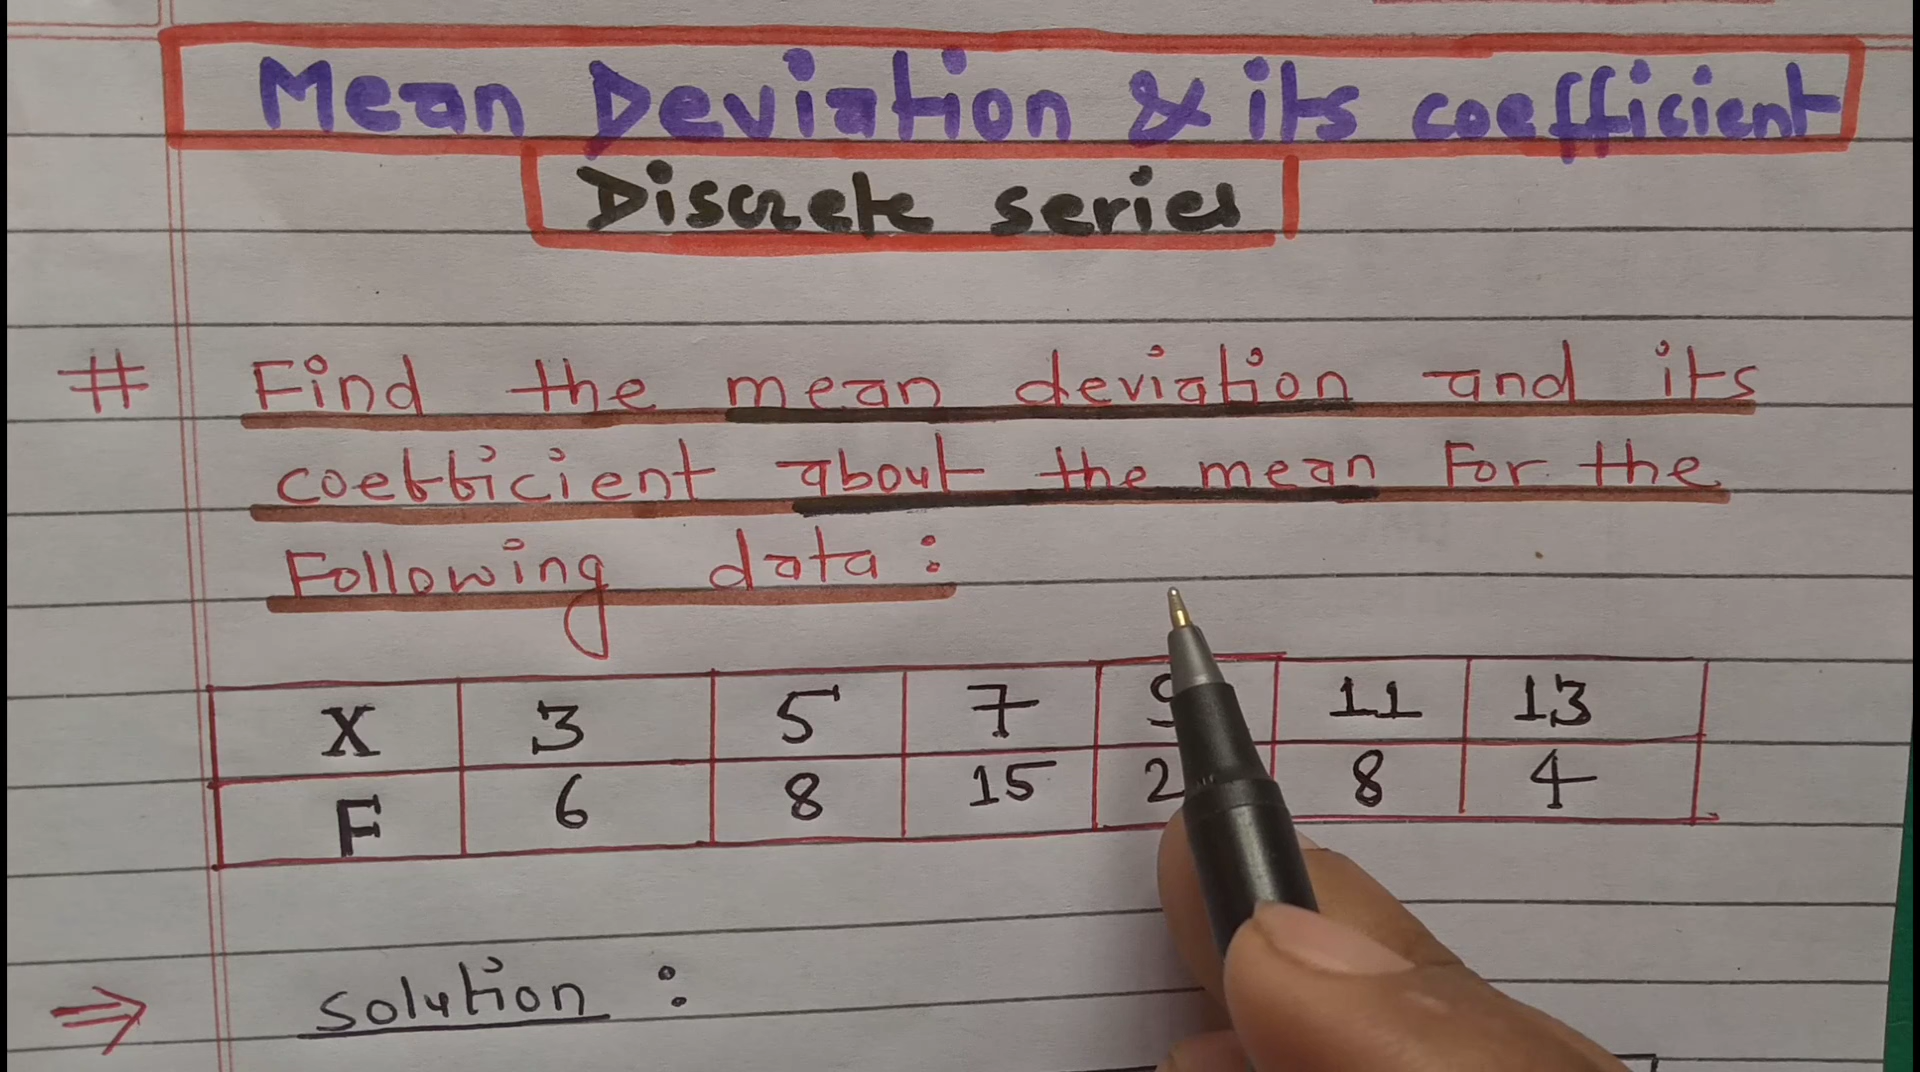 Mean Deviation & its coefficient
Discrete series
# Find the mean deviation and its
coefficient about the mean For the
Following data:
X 3 5 7 11 13
F 6 8 15 8 4
⇒ Solution: